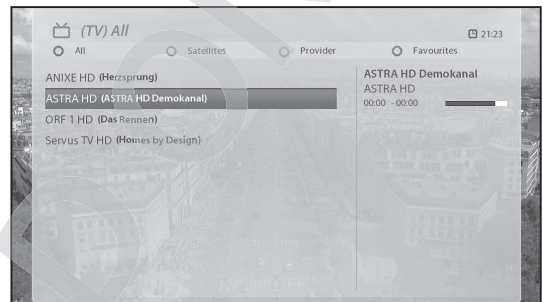 (TV) All
21:23
All Satellites Provider Favourites
ANIXE HD (Herzsprung)
ASTRA HD (ASTRA HD Demokanal)
ORF 1 HD (Das Rennen)
Servus TV HD (Homes by Design)
ASTRA HD Demokanal
ASTRA HD
00:00 - 00:00